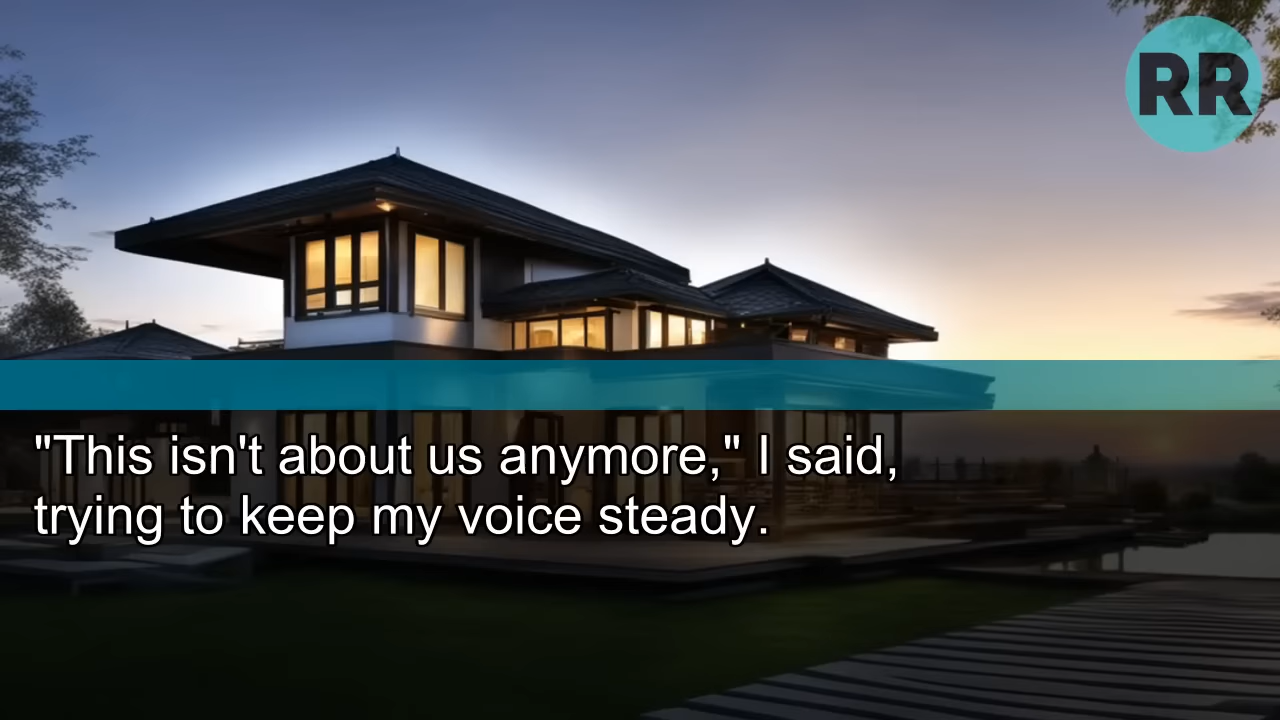 RR
"This isn't about us anymore," I said,
trying to keep my voice steady.